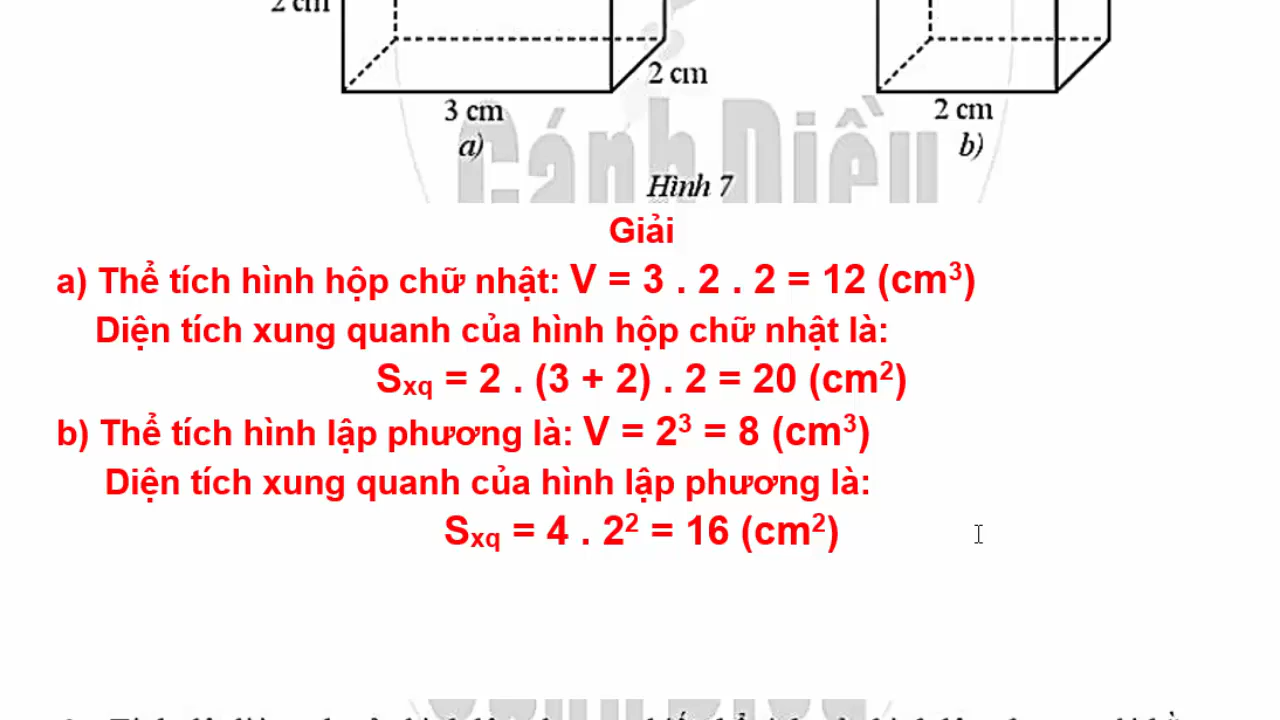 2 cm
2 cm
3 cm
2 cm
a)
b)
Cánh Diều
Hình 7
Giải
a) Thể tích hình hộp chữ nhật: V = 3 . 2 . 2 = 12 (cm³)
Diện tích xung quanh của hình hộp chữ nhật là:
Sxq = 2 . (3 + 2) . 2 = 20 (cm²)
b) Thể tích hình lập phương là: V = 2³ = 8 (cm³)
Diện tích xung quanh của hình lập phương là:
Sxq = 4 . 2² = 16 (cm²)